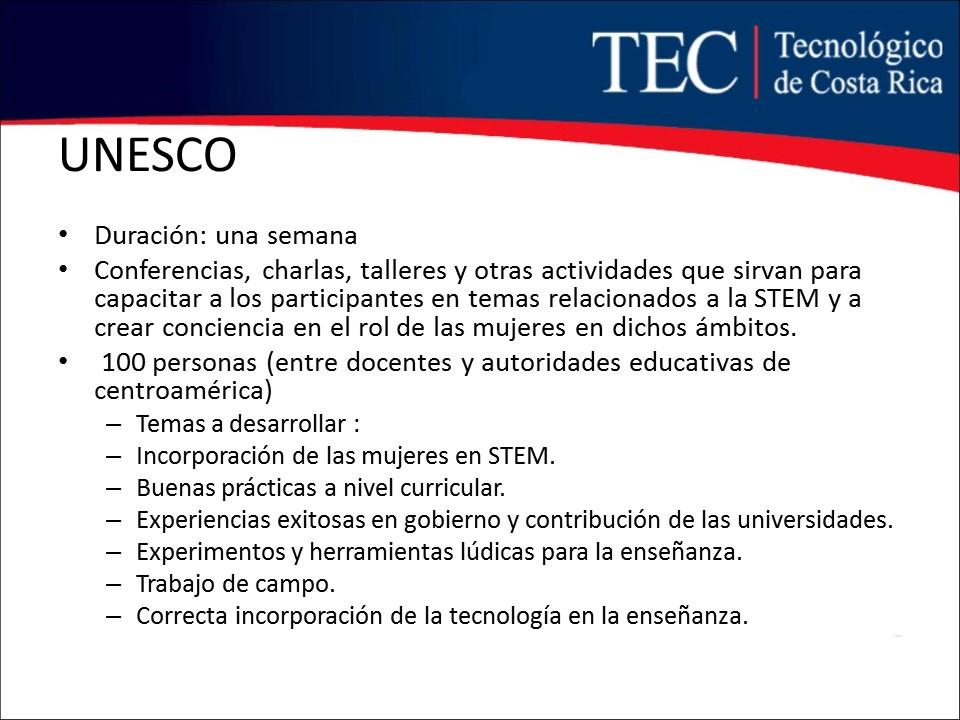 TEC | Tecnológico
de Costa Rica
UNESCO
• Duración: una semana
• Conferencias, charlas, talleres y otras actividades que sirvan para
capacitar a los participantes en temas relacionados a la STEM y a
crear conciencia en el rol de las mujeres en dichos ámbitos.
• 100 personas (entre docentes y autoridades educativas de
centroamérica)
– Temas a desarrollar :
– Incorporación de las mujeres en STEM.
– Buenas prácticas a nivel curricular.
– Experiencias exitosas en gobierno y contribución de las universidades.
– Experimentos y herramientas lúdicas para la enseñanza.
– Trabajo de campo.
– Correcta incorporación de la tecnología en la enseñanza.